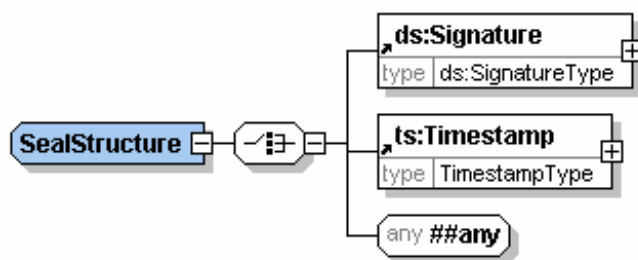 ds:Signature
type ds:SignatureType
SealStructure
ts:Timestamp
type TimestampType
any ##any